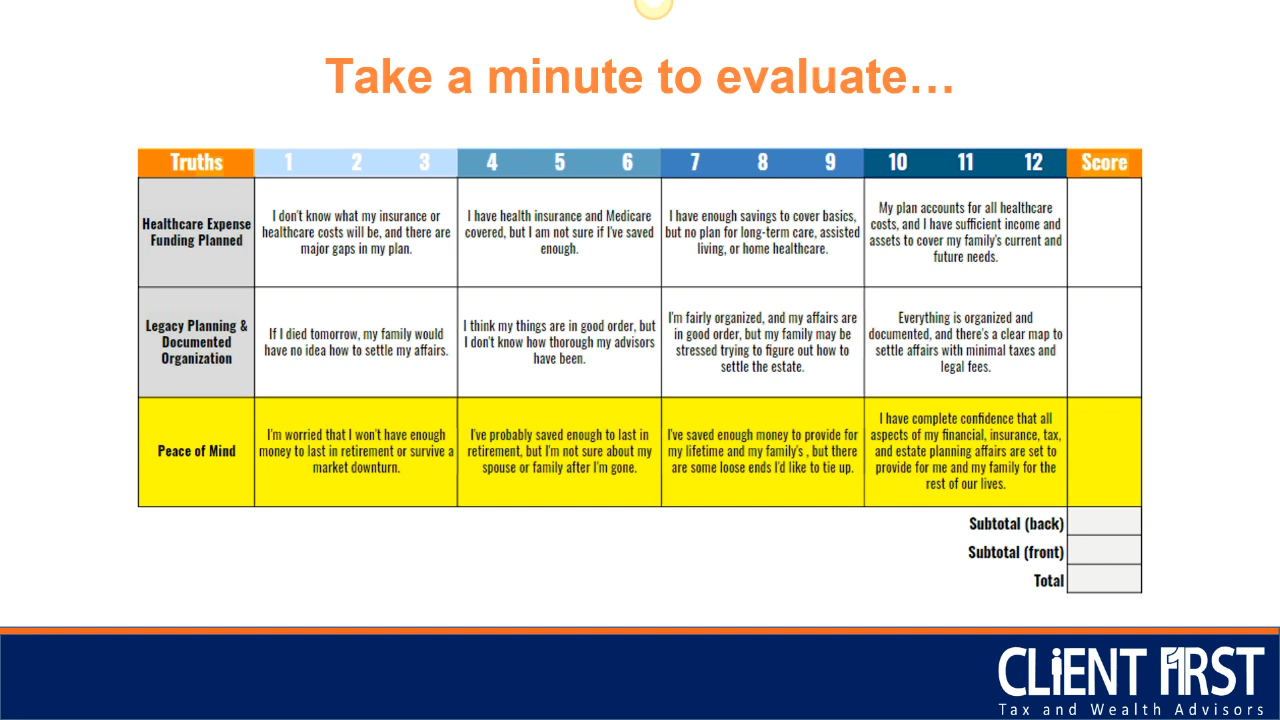 Take a minute to evaluate…
Truths 1 2 3 4 5 6 7 8 9 10 11 12 Score
Healthcare Expense
Funding Planned
I don't know what my insurance or
healthcare costs will be, and there are
major gaps in my plan.
I have health insurance and Medicare
covered, but I am not sure if I've saved
enough.
I have enough savings to cover basics,
but no plan for long-term care, assisted
living, or home healthcare.
My plan accounts for all healthcare
costs, and I have sufficient income and
assets to cover my family's current and
future needs.
Legacy Planning &
Documented
Organization
If I died tomorrow, my family would
have no idea how to settle my affairs.
I think my things are in good order, but
I don't know how thorough my advisors
have been.
I'm fairly organized, and my affairs are
in good order, but my family may be
stressed trying to figure out how to
settle the estate.
Everything is organized and
documented, and there's a clear map to
settle affairs with minimal taxes and
legal fees.
Peace of Mind
I'm worried that I won't have enough
money to last in retirement or survive a
market downturn.
I've probably saved enough to last in
retirement, but I'm not sure about my
spouse or family after I'm gone.
I've saved enough money to provide for
my lifetime and my family's , but there
are some loose ends I'd like to tie up.
I have complete confidence that all
aspects of my financial, insurance, tax,
and estate planning affairs are set to
provide for me and my family for the
rest of our lives.
Subtotal (back)
Subtotal (front)
Total
CLiENT F1RST
Tax and Wealth Advisors